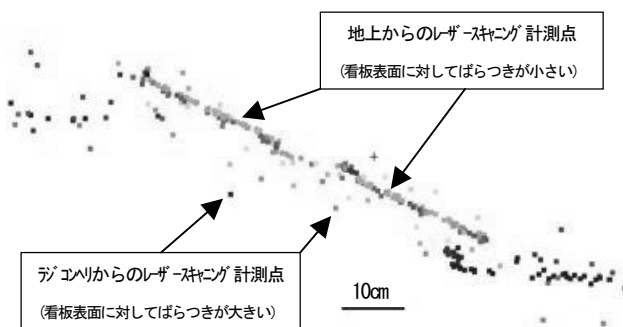 地上からのﾚｰｻﾞｰｽｷｬﾆﾝｸﾞ計測点
(看板表面に対してばらつきが小さい)
ﾗｼﾞｺﾝﾍﾘからのﾚｰｻﾞｰｽｷｬﾆﾝｸﾞ計測点
(看板表面に対してばらつきが大きい)
10cm